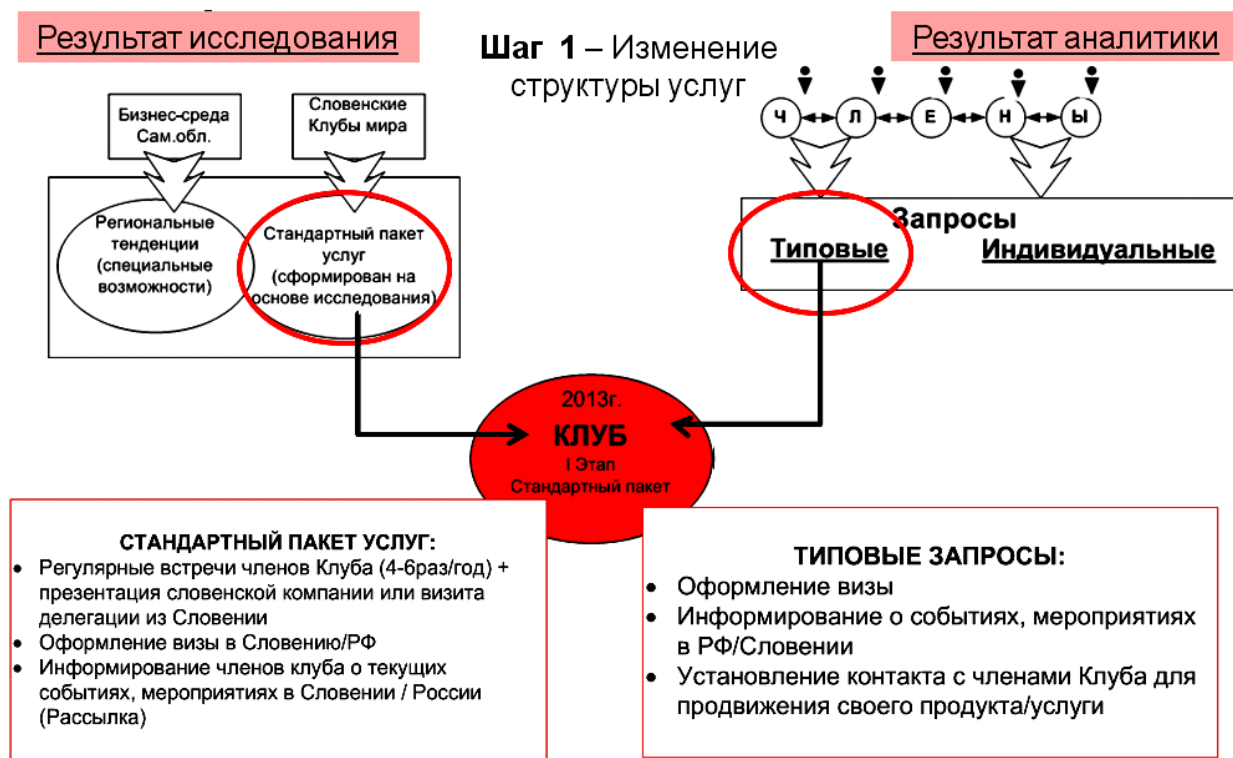 Результат исследования
Шаг 1 – Изменение
структуры услуг
Результат аналитики
Бизнес-среда
Сам.обл.
Словенские
Клубы мира
Ч Л Е Н Ы
Региональные
тенденции
(специальные
возможности)
Стандартный пакет
услуг
(сформирован на
основе исследования)
Запросы
Типовые Индивидуальные
2013г.
КЛУБ
I Этап
Стандартный пакет
СТАНДАРТНЫЙ ПАКЕТ УСЛУГ:
• Регулярные встречи членов Клуба (4-6раз/год) +
презентация словенской компании или визита
делегации из Словении
• Оформление визы в Словению/РФ
• Информирование членов клуба о текущих
событиях, мероприятиях в Словении / России
(Рассылка)
ТИПОВЫЕ ЗАПРОСЫ:
• Оформление визы
• Информирование о событиях, мероприятиях
в РФ/Словении
• Установление контакта с членами Клуба для
продвижения своего продукта/услуги